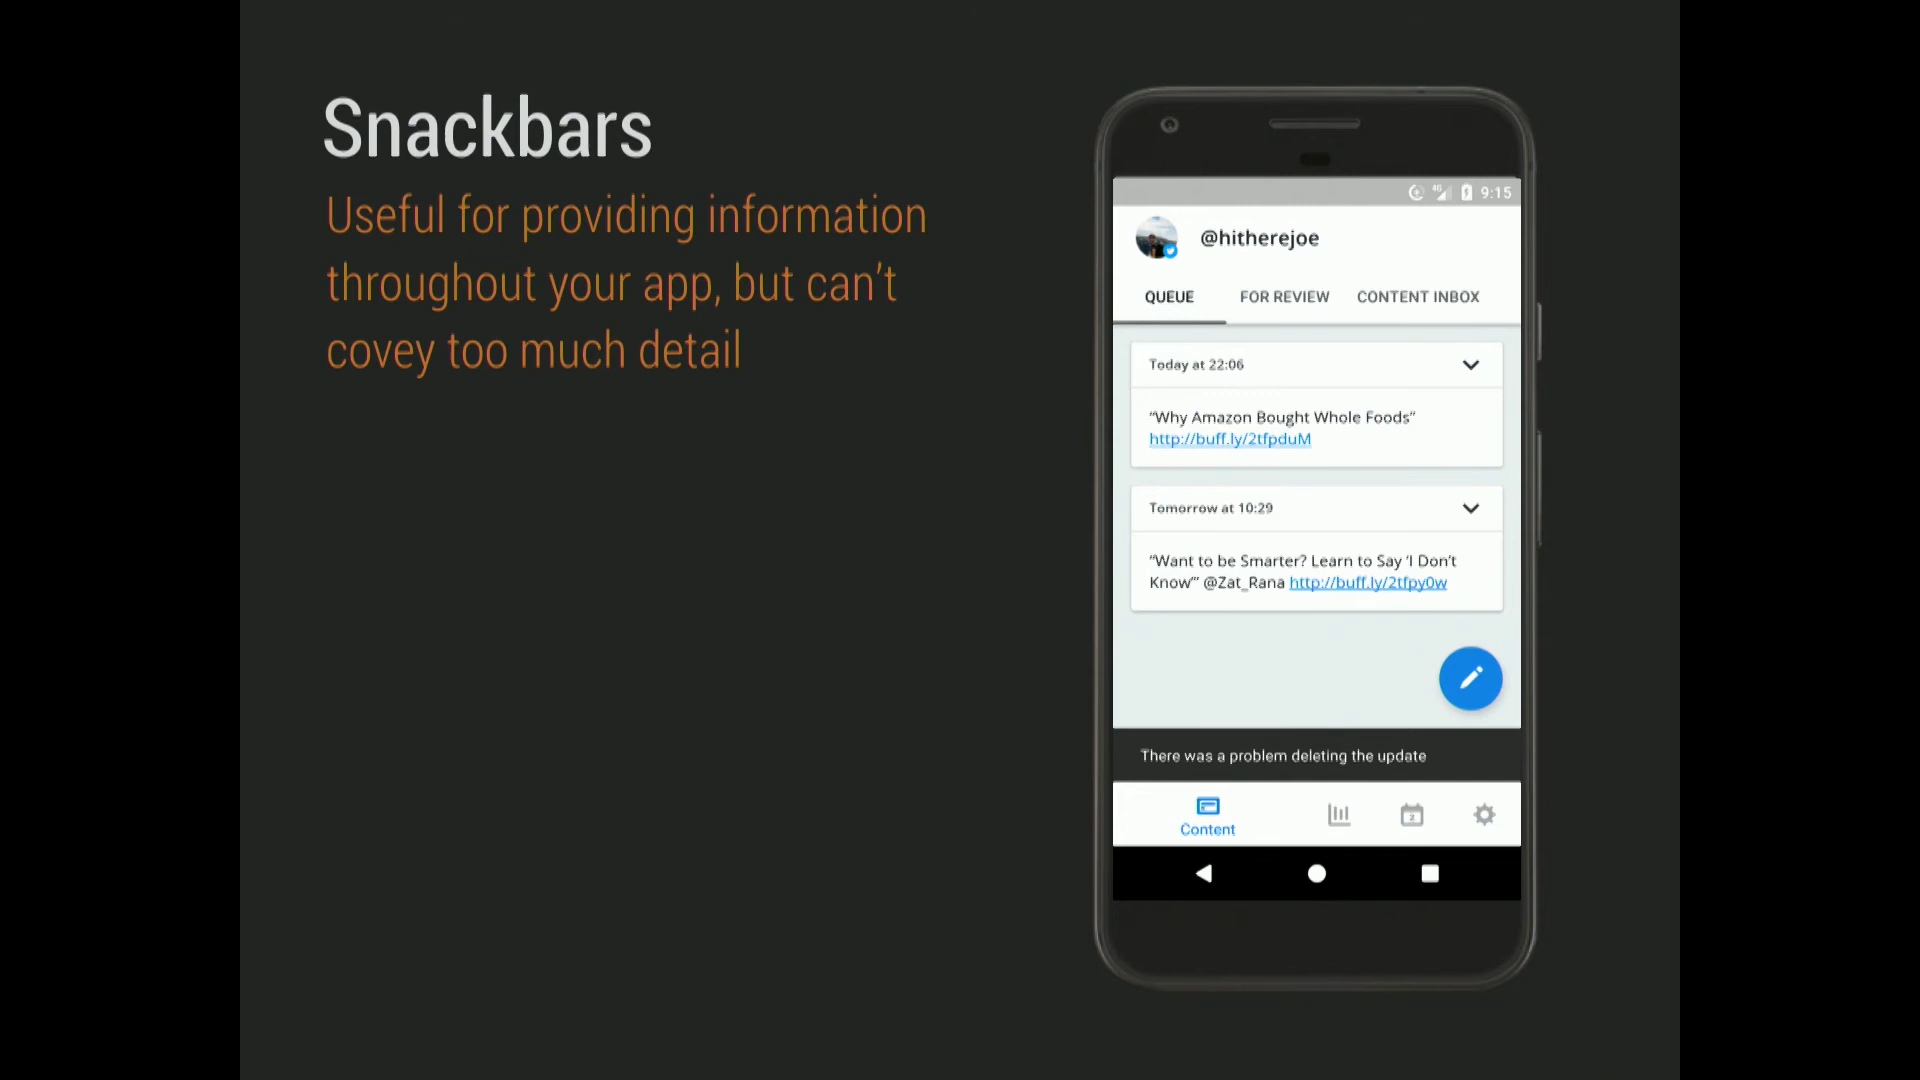 Snackbars
Useful for providing information
throughout your app, but can't
covey too much detail
4G 9:15
@hitherejoe
QUEUE FOR REVIEW CONTENT INBOX
Today at 22:06
"Why Amazon Bought Whole Foods"
http://buff.ly/2tfpduM
Tomorrow at 10:29
"Want to be Smarter? Learn to Say 'I Don't
Know'" @Zat_Rana http://buff.ly/2tfpy0w
There was a problem deleting the update
2
Content